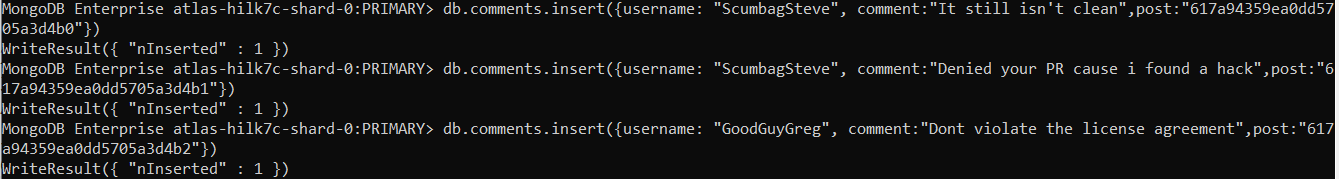 MongoDB Enterprise atlas-hilk7c-shard-0:PRIMARY> db.comments.insert({username: "ScumbagSteve", comment:"It still isn't clean",post:"617a94359ea0dd57
05a3d4b0"})
WriteResult({ "nInserted" : 1 })
MongoDB Enterprise atlas-hilk7c-shard-0:PRIMARY> db.comments.insert({username: "ScumbagSteve", comment:"Denied your PR cause i found a hack",post:"6
17a94359ea0dd5705a3d4b1"})
WriteResult({ "nInserted" : 1 })
MongoDB Enterprise atlas-hilk7c-shard-0:PRIMARY> db.comments.insert({username: "GoodGuyGreg", comment:"Dont violate the license agreement",post:"617
a94359ea0dd5705a3d4b2"})
WriteResult({ "nInserted" : 1 })